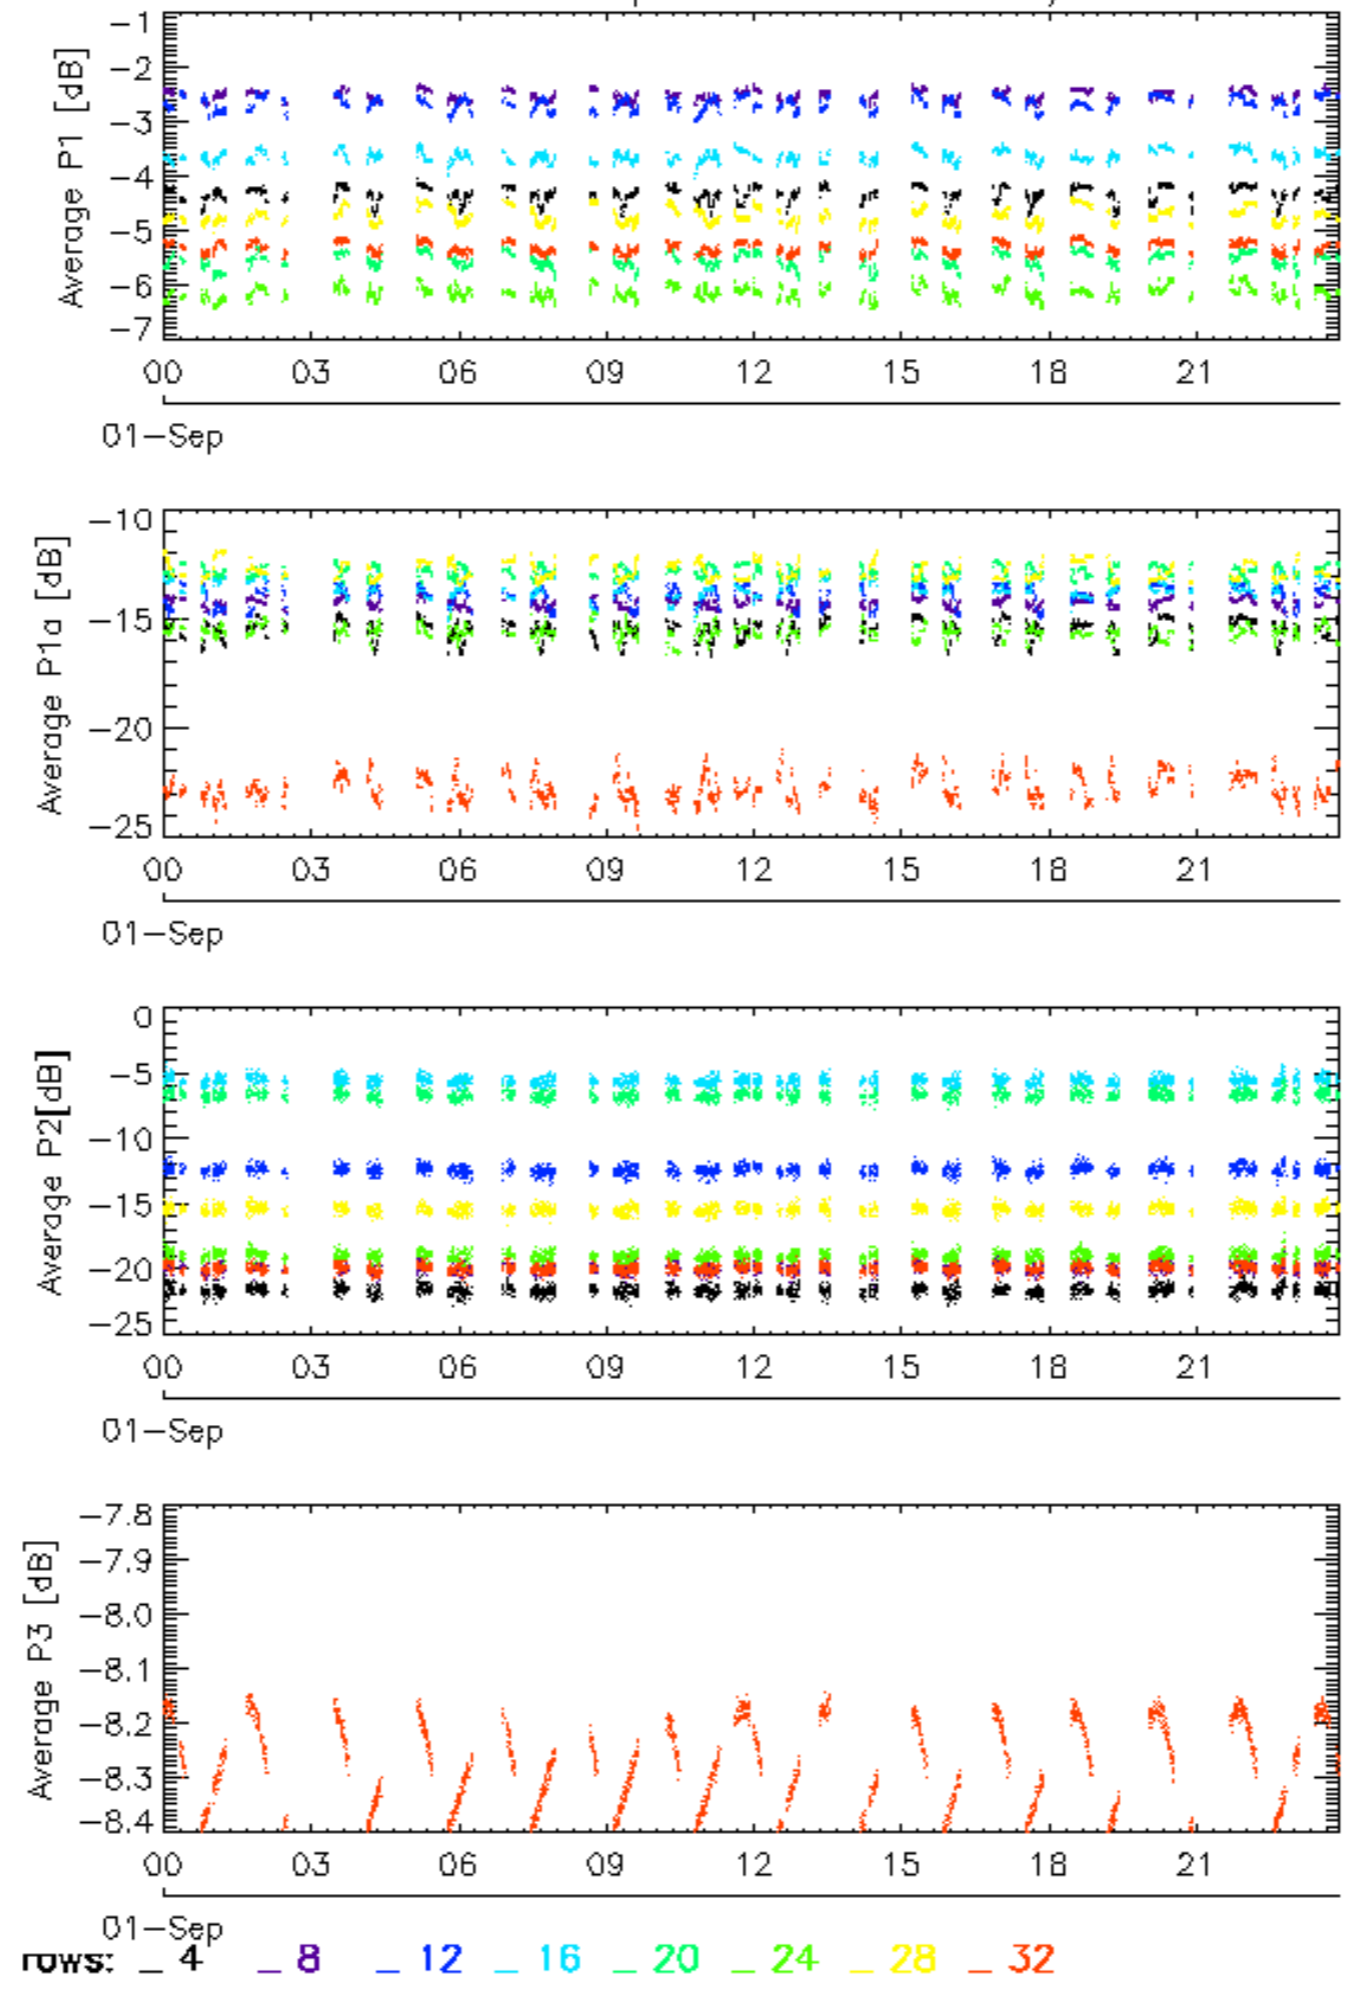 Average P1 [dB]
-1
-2
-3
-4
-5
-6
-7
00 03 06 09 12 15 18 21
01-Sep
Average P1a [dB]
-10
-15
-20
-25
00 03 06 09 12 15 18 21
01-Sep
Average P2[dB]
0
-5
-10
-15
-20
-25
00 03 06 09 12 15 18 21
01-Sep
Average P3 [dB]
-7.8
-7.9
-8.0
-8.1
-8.2
-8.3
-8.4
00 03 06 09 12 15 18 21
01-Sep
rows: _ 4 _ 8 _ 12 _ 16 _ 20 _ 24 _ 28 _ 32